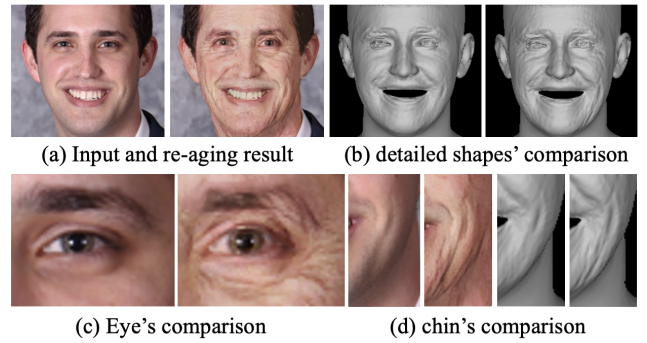 (a) Input and re-aging result
(b) detailed shapes’ comparison
(c) Eye’s comparison
(d) chin’s comparison